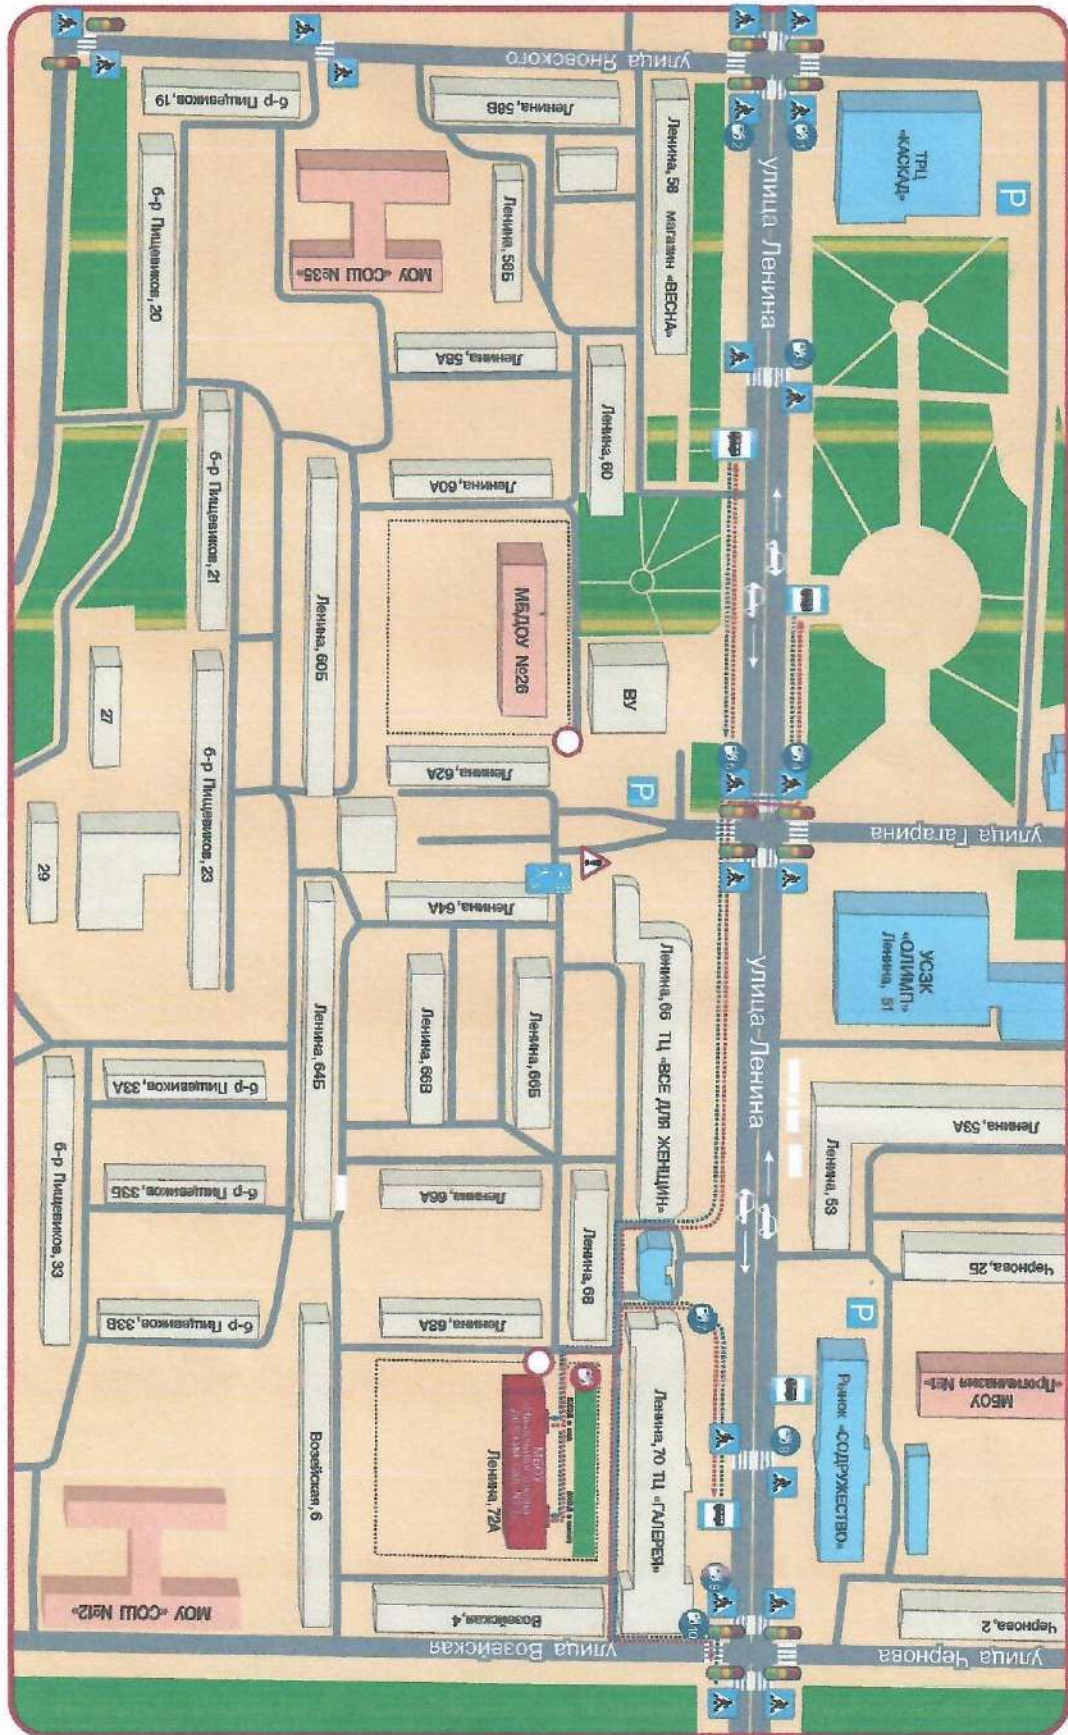 улица Яновского
б-р Пищевиков, 19
Ленина, 58В
Ленина, 58 магазин «ВЕСНА»
улица Ленина
ТРЦ
«КАСКАД»
P
б-р Пищевиков, 20
МОУ «СОШ №35»
Ленина, 58Б
Ленина, 58А
Ленина, 60
б-р Пищевиков, 21
Ленина, 60А
Ленина, 60Б
МБДОУ №26
ВУ
27
б-р Пищевиков, 23
Ленина, 62А
P
улица Гагарина
29
Ленина, 64А
Ленина, 64Б
Ленина, 66В
Ленина, 66Б
Ленина, 66 ТЦ «ВСЕ ДЛЯ ЖЕНЩИН»
улица-Ленина
УСЗК
«ОЛИМП»
Ленина, 51
Ленина, 53А
Ленина, 53
б-р Пищевиков, 33А
б-р Пищевиков, 33Б
б-р Пищевиков, 33В
б-р Пищевиков, 33
Ленина, 66А
Ленина, 68
Ленина, 68А
Чернова, 2Б
P
Возейская, 6
МБОУ
Ленина, 72А
Ленина, 70 ТЦ «ГАЛЕРЕЯ»
7
Рынок «СОДРУЖЕСТВО»
МБОУ
«Прогимназия №1»
МОУ «СОШ №12»
Возейская, 4
10
Чернова, 2
улица Возейская
улица Чернова